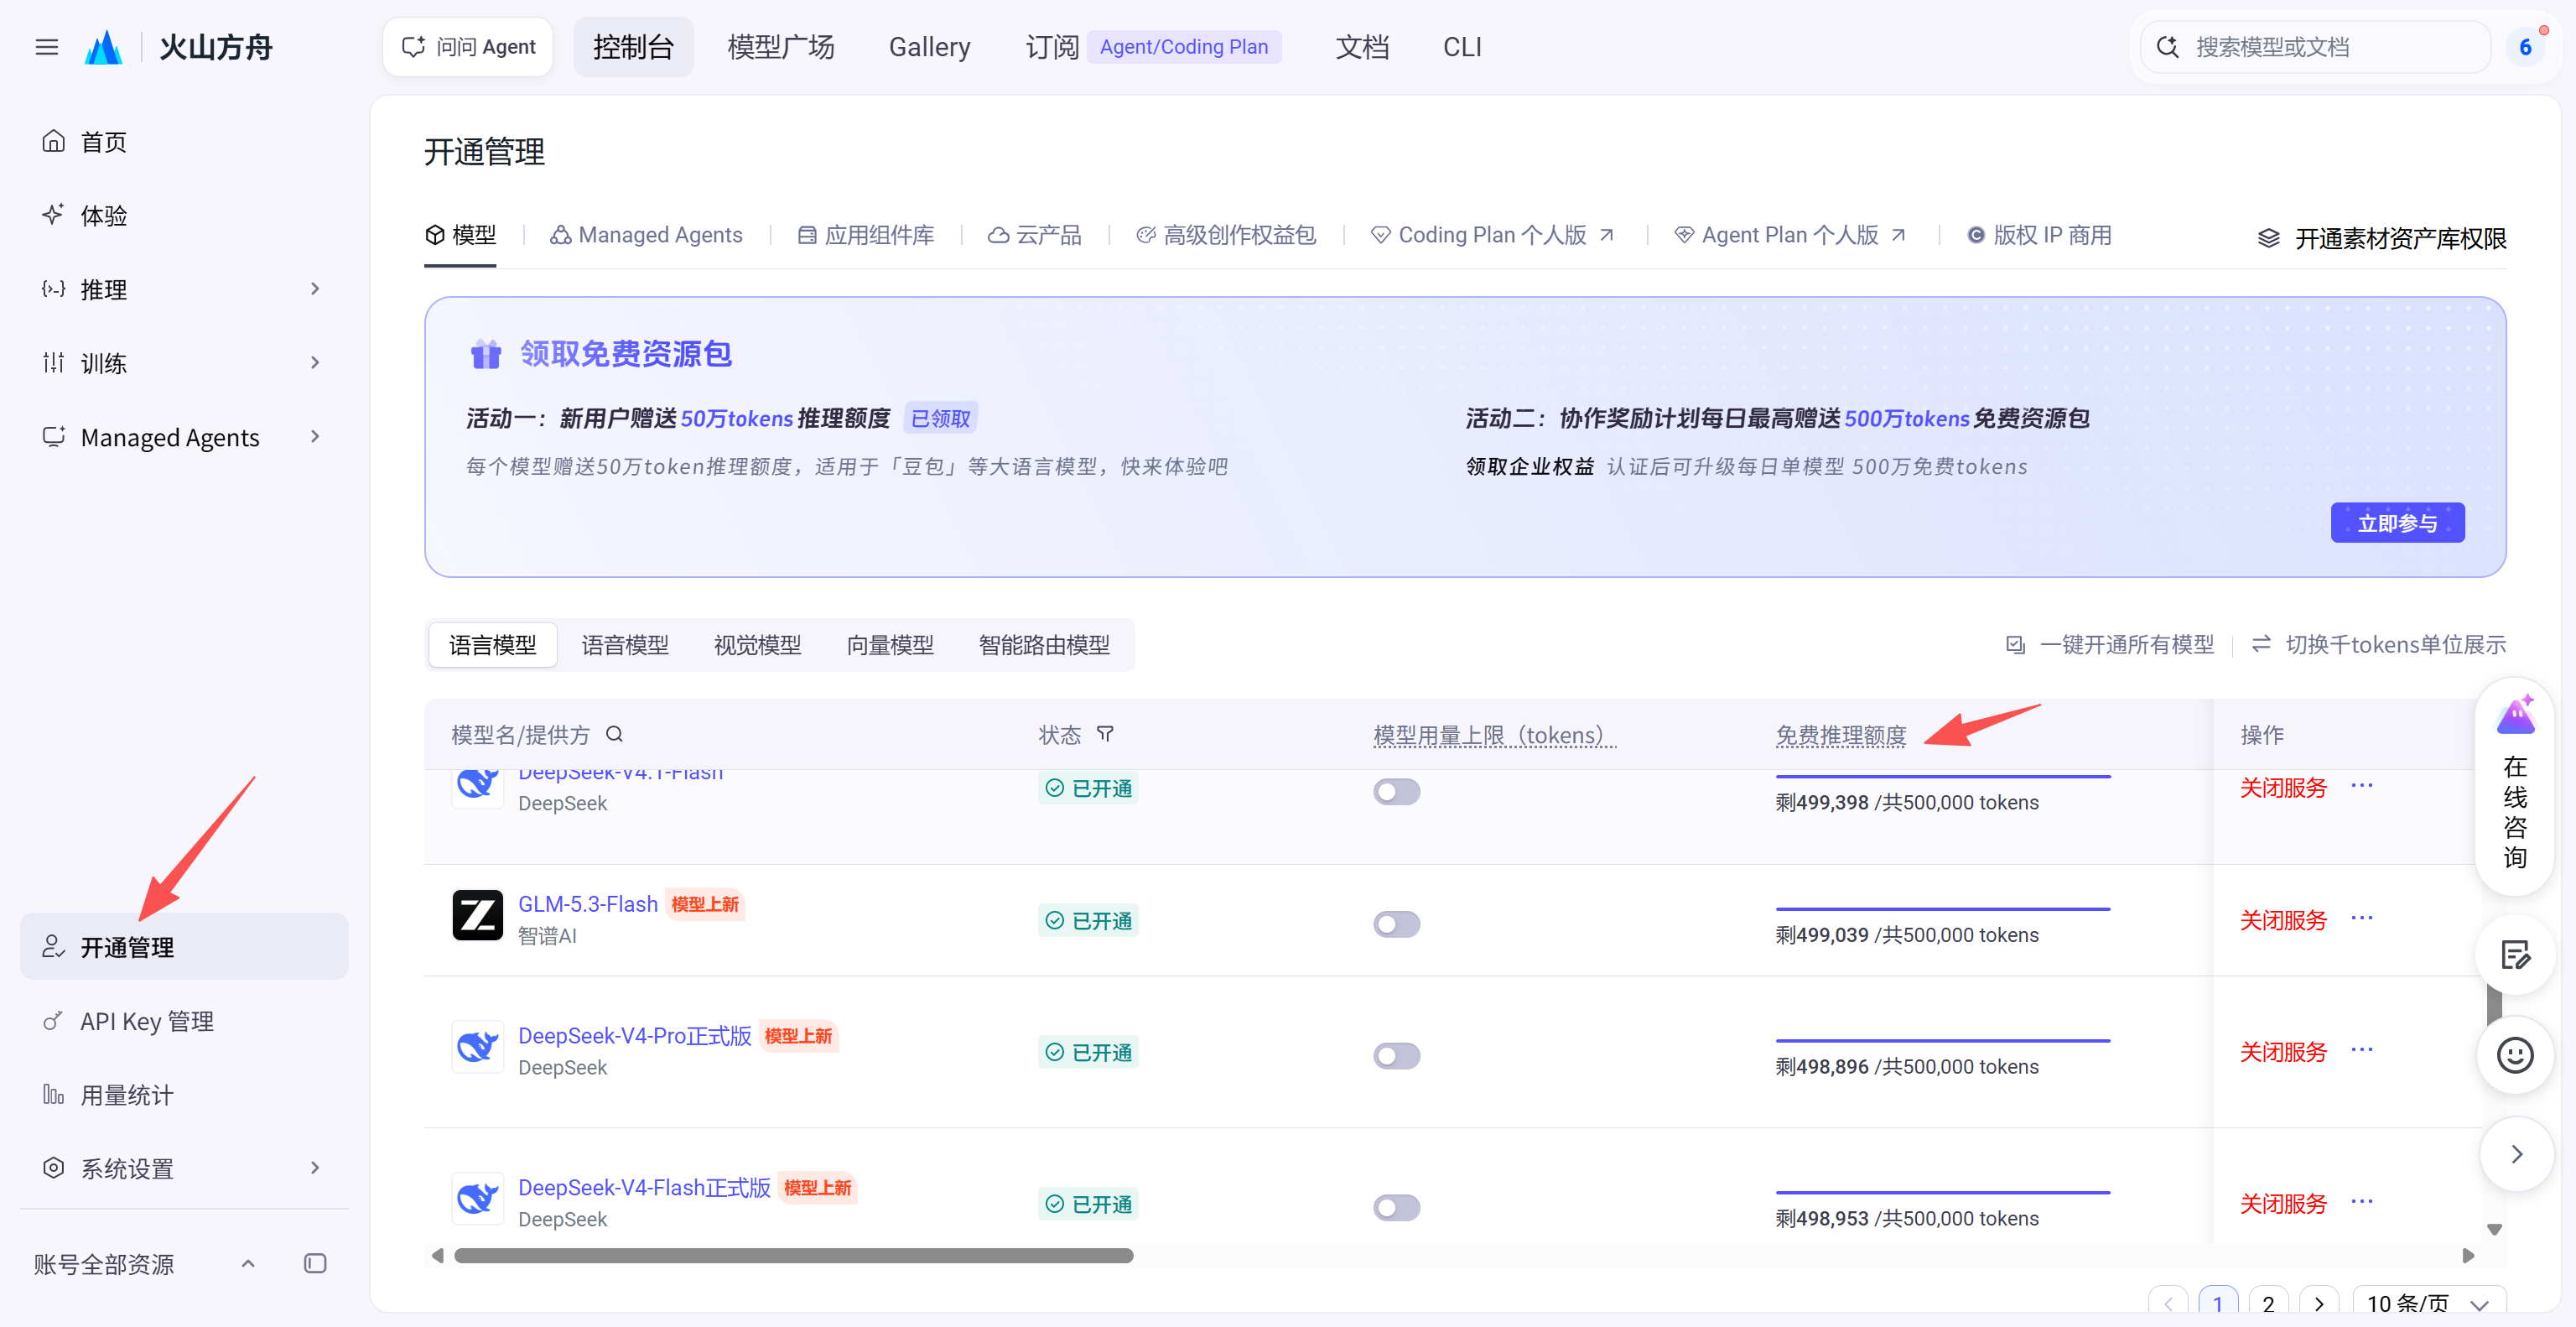 火山方舟
问问 Agent
控制台
模型广场
Gallery
订阅 Agent/Coding Plan
文档
CLI
搜索模型或文档
6
首页
体验
推理
训练
Managed Agents
开通管理
API Key 管理
用量统计
系统设置
账号全部资源
开通管理
模型
Managed Agents
应用组件库
云产品
高级创作权益包
Coding Plan 个人版
Agent Plan 个人版
版权 IP 商用
开通素材资产库权限
领取免费资源包
活动一：新用户赠送50万tokens推理额度 已领取
每个模型赠送50万token推理额度，适用于「豆包」等大语言模型，快来体验吧
活动二：协作奖励计划每日最高赠送500万tokens免费资源包
领取企业权益 认证后可升级每日单模型 500万免费tokens
立即参与
语言模型
语音模型
视觉模型
向量模型
智能路由模型
一键开通所有模型
切换千tokens单位展示
模型名/提供方
状态
模型用量上限（tokens）
免费推理额度
操作
DeepSeek-V4.1-Flash
DeepSeek
已开通
剩499,398 /共500,000 tokens
关闭服务 ...
GLM-5.3-Flash 模型上新
智谱AI
已开通
剩499,039 /共500,000 tokens
关闭服务 ...
DeepSeek-V4-Pro正式版 模型上新
DeepSeek
已开通
剩498,896 /共500,000 tokens
关闭服务 ...
DeepSeek-V4-Flash正式版 模型上新
DeepSeek
已开通
剩498,953 /共500,000 tokens
关闭服务 ...
在线咨询
1
2
10 条/页